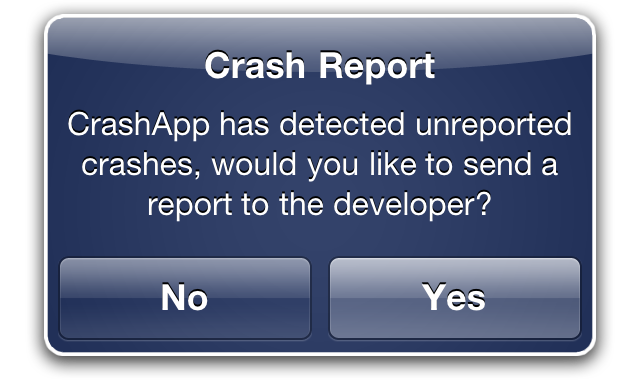 Crash Report
CrashApp has detected unreported
crashes, would you like to send a
report to the developer?
No
Yes